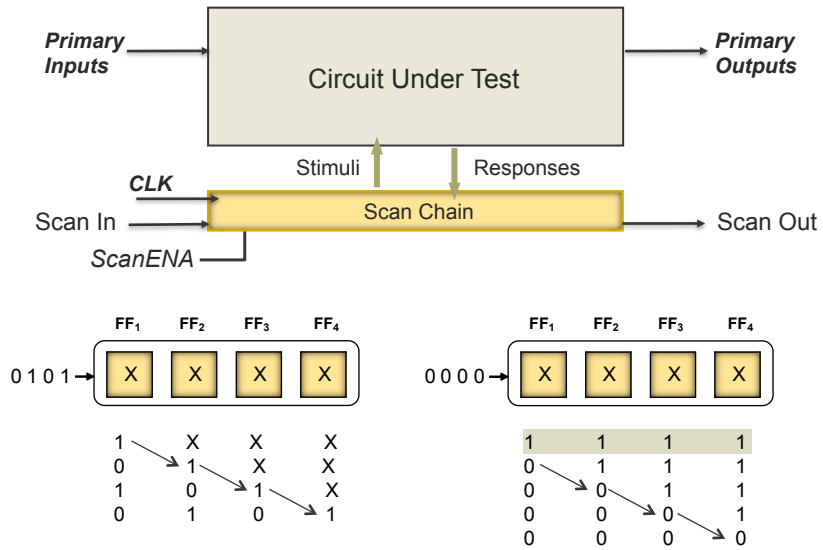 Primary Inputs
Circuit Under Test
Primary Outputs
Stimuli
Responses
CLK
Scan In
Scan Chain
Scan Out
ScanENA
FF1 FF2 FF3 FF4
0 1 0 1 X X X X
1 X X X
0 1 X X
1 0 1 X
0 1 0 1
FF1 FF2 FF3 FF4
0 0 0 0 X X X X
1 1 1 1
0 1 1 1
0 0 1 1
0 0 0 1
0 0 0 0